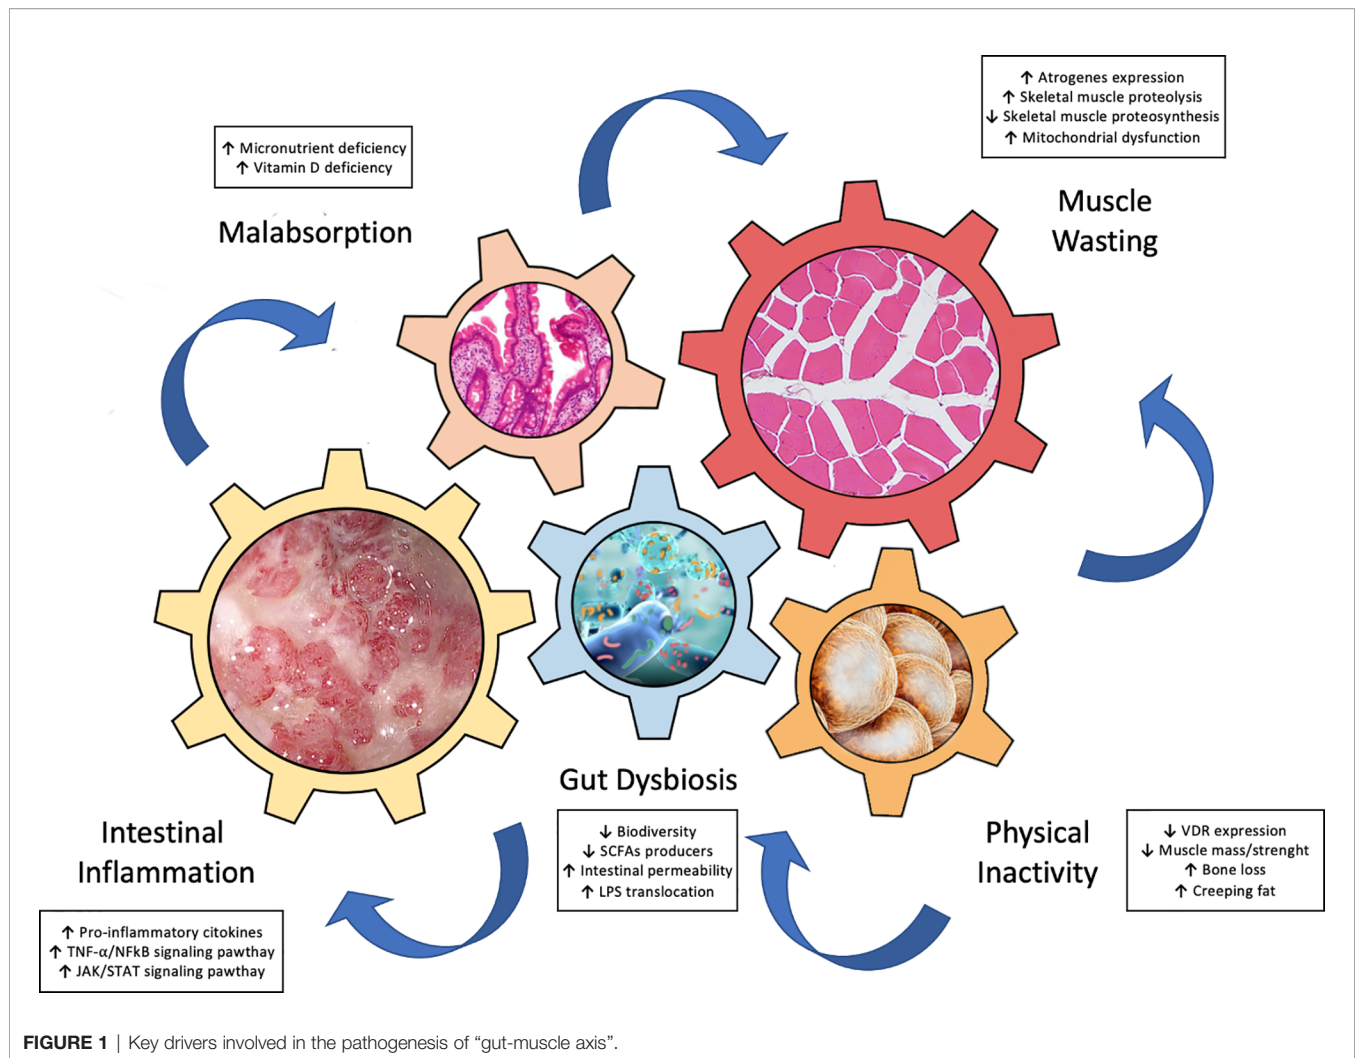 ↑ Micronutrient deficiency
↑ Vitamin D deficiency
Malabsorption
↑ Atrogenes expression
↑ Skeletal muscle proteolysis
↓ Skeletal muscle proteosynthesis
↑ Mitochondrial dysfunction
Muscle
Wasting
Intestinal
Inflammation
↑ Pro-inflammatory citokines
↑ TNF-α/NFkB signaling pawthay
↑ JAK/STAT signaling pawthay
Gut Dysbiosis
↓ Biodiversity
↓ SCFAs producers
↑ Intestinal permeability
↑ LPS translocation
Physical
Inactivity
↓ VDR expression
↓ Muscle mass/strenght
↑ Bone loss
↑ Creeping fat
FIGURE 1 | Key drivers involved in the pathogenesis of “gut-muscle axis”.